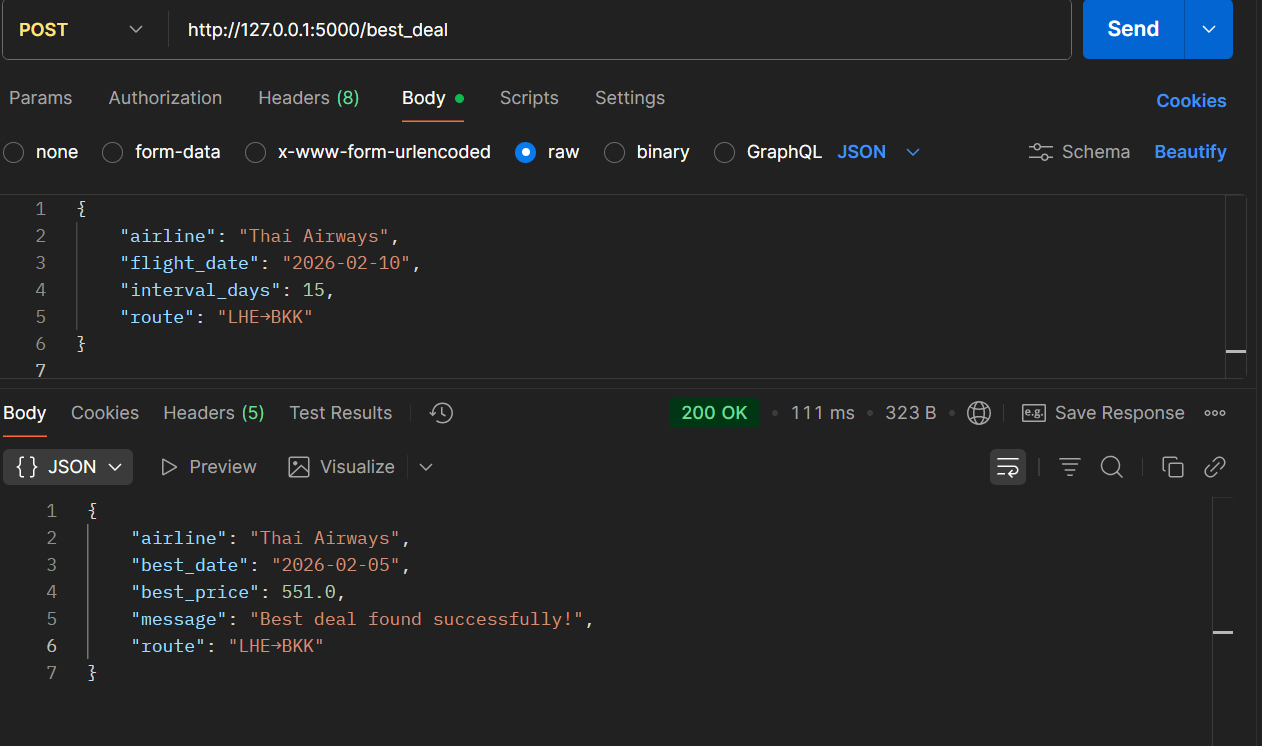 POST http://127.0.0.1:5000/best_deal Send
Params Authorization Headers (8) Body Scripts Settings Cookies
none form-data x-www-form-urlencoded raw binary GraphQL JSON Schema Beautify
1 {
2 "airline": "Thai Airways",
3 "flight_date": "2026-02-10",
4 "interval_days": 15,
5 "route": "LHE→BKK"
6 }
7
Body Cookies Headers (5) Test Results 200 OK • 111 ms • 323 B • e.g. Save Response
{} JSON Preview Visualize
1 {
2 "airline": "Thai Airways",
3 "best_date": "2026-02-05",
4 "best_price": 551.0,
5 "message": "Best deal found successfully!",
6 "route": "LHE→BKK"
7 }